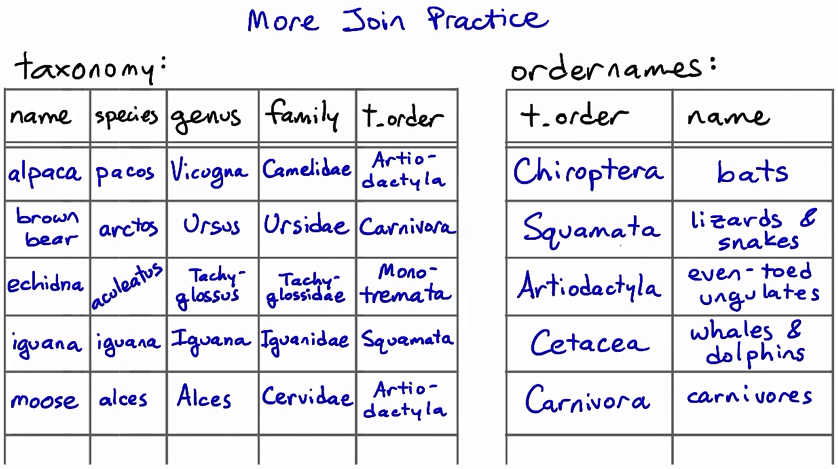 More Join Practice
taxonomy:
name species genus family t_order
alpaca pacos Vicugna Camelidae Artio-
dactyla
brown
bear arctos Ursus Ursidae Carnivora
echidna aculeatus Tachy-
glossus Tachy-
glossidae Mono-
tremata
iguana iguana Iguana Iguanidae Squamata
moose alces Alces Cervidae Artio-
dactyla
ordernames:
t_order name
Chiroptera bats
Squamata lizards &
snakes
Artiodactyla even-toed
ungulates
Cetacea whales &
dolphins
Carnivora carnivores